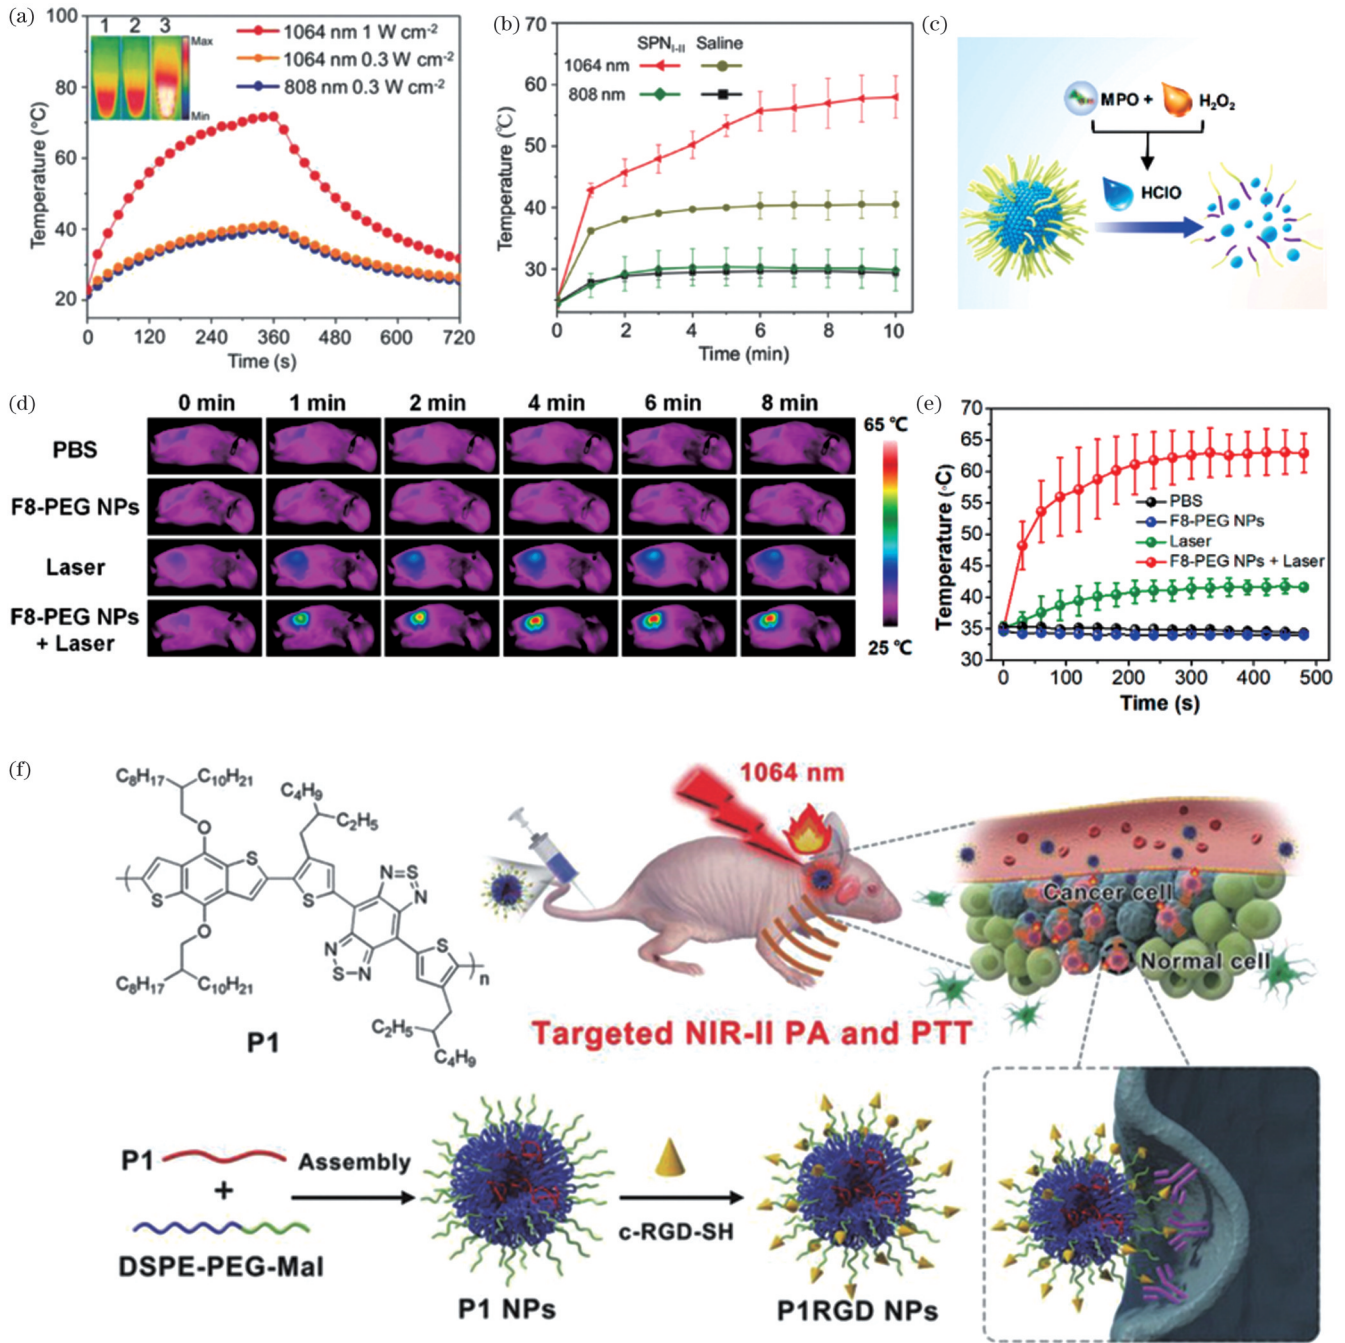 (a)
100
80
60
40
20
Temperature (°C)
1 2 3
Max
Min
1064 nm 1 W cm-2
1064 nm 0.3 W cm-2
808 nm 0.3 W cm-2
0 120 240 360 480 600 720
Time (s)
(b)
70
60
50
40
30
Temperature (℃)
SPNI-II Saline
1064 nm
808 nm
0 2 4 6 8 10
Time (min)
(c)
MPO + H2O2
HClO
(d)
0 min 1 min 2 min 4 min 6 min 8 min
PBS
F8-PEG NPs
Laser
F8-PEG NPs
+ Laser
65 ℃
25 ℃
(e)
70
65
60
55
50
45
40
35
30
Temperature (◦C)
PBS
F8-PEG NPs
Laser
F8-PEG NPs + Laser
0 100 200 300 400 500
Time (s)
(f)
C8H17 C10H21
C4H9
C2H5
O
S
S
S
N S N
O
N S N
S
n
C8H17 C10H21
C2H5
C4H9
P1
1064 nm
Cancer cell
Normal cell
Targeted NIR-II PA and PTT
P1
+
DSPE-PEG-Mal
Assembly
P1 NPs
c-RGD-SH
P1RGD NPs